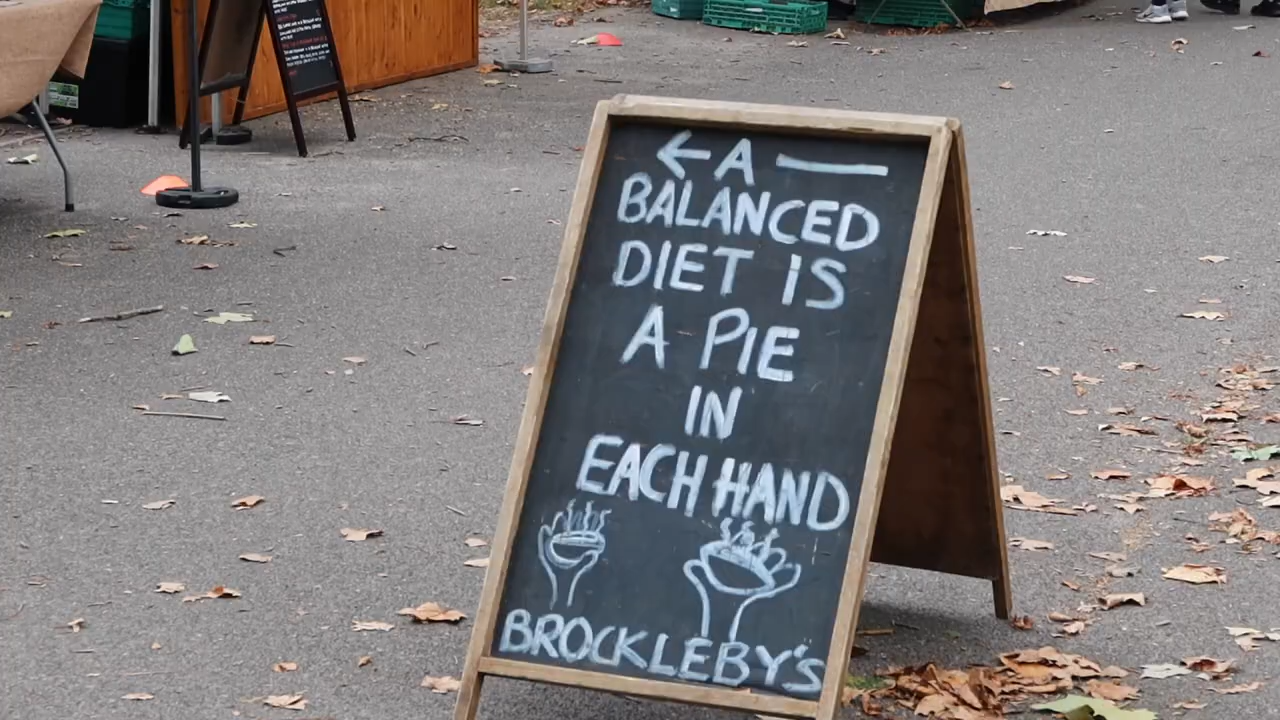 ← A —
BALANCED
DIET IS
A PIE
IN
EACH HAND
BROCKLEBY'S